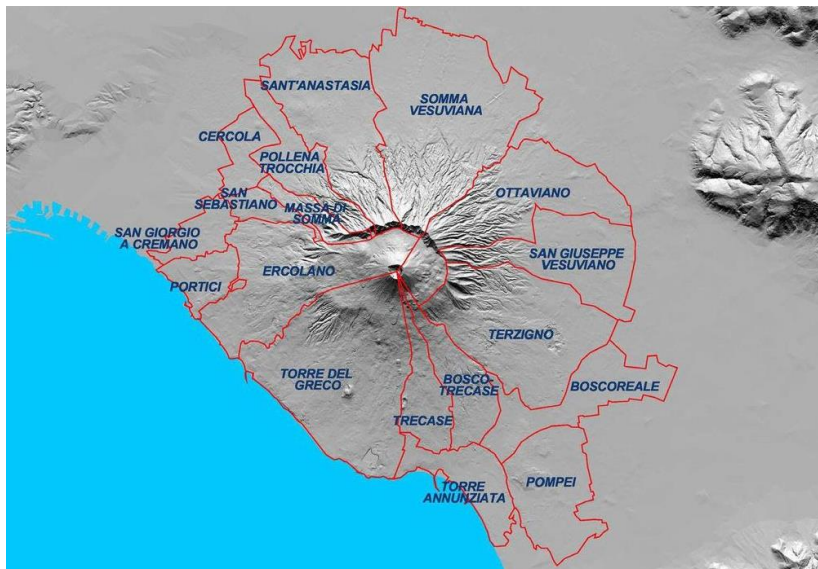 SANT'ANASTASIA
SOMMA
VESUVIANA
CERCOLA
POLLENA
TROCCHIA
OTTAVIANO
SAN
SEBASTIANO
MASSA DI
SOMMA
SAN GIORGIO
A CREMANO
SAN GIUSEPPE
VESUVIANO
ERCOLANO
PORTICI
TERZIGNO
TORRE DEL
GRECO
BOSCO-
TRECASE
BOSCOREALE
TRECASE
TORRE
ANNUNZIATA
POMPEI